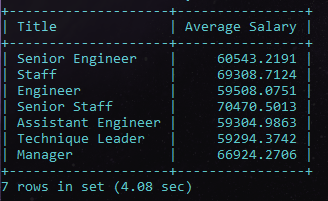 +--------------------+----------------+
| Title              | Average Salary |
+--------------------+----------------+
| Senior Engineer    |     60543.2191 |
| Staff              |     69308.7124 |
| Engineer           |     59508.0751 |
| Senior Staff       |     70470.5013 |
| Assistant Engineer |     59304.9863 |
| Technique Leader   |     59294.3742 |
| Manager            |     66924.2706 |
+--------------------+----------------+
7 rows in set (4.08 sec)